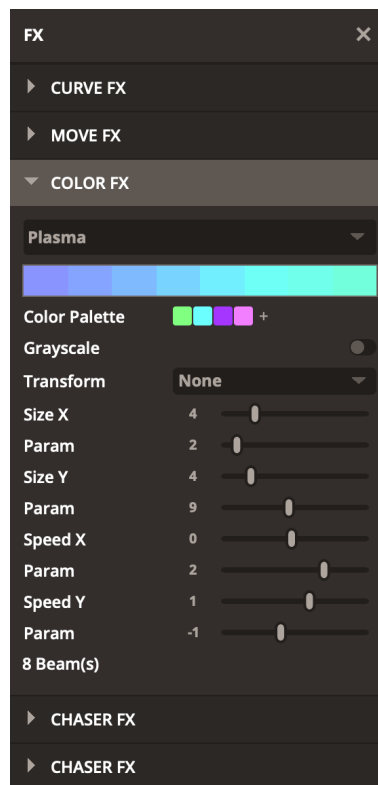 FX
CURVE FX
MOVE FX
COLOR FX
Plasma
Color Palette +
Grayscale
Transform None
Size X 4
Param 2
Size Y 4
Param 9
Speed X 0
Param 2
Speed Y 1
Param -1
8 Beam(s)
CHASER FX
CHASER FX